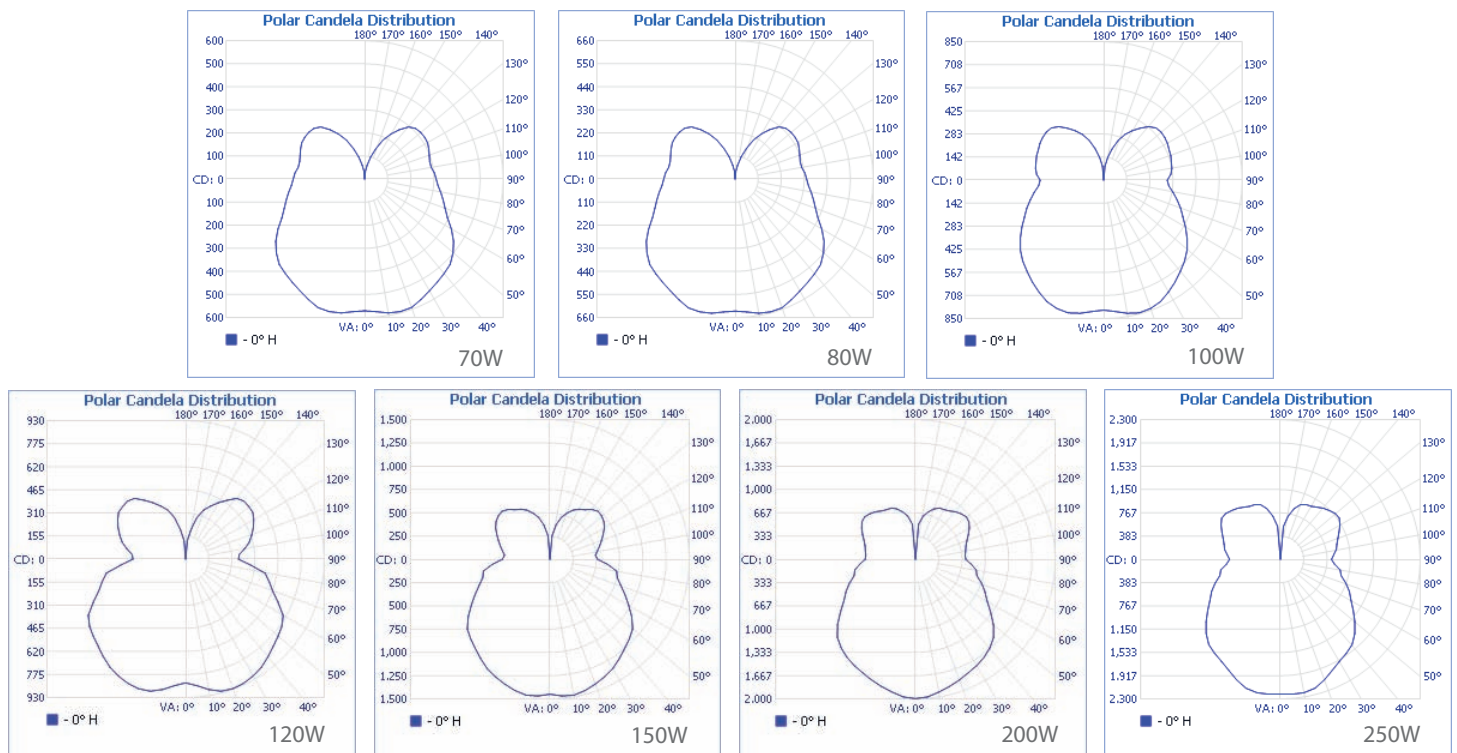 Polar Candela Distribution
600 180° 170° 160° 150° 140°
500 130°
400 120°
300
200 110°
100 100°
CD: 0 90°
100 80°
200 70°
300
400 60°
500 50°
600 VA: 0° 10° 20° 30° 40°
- 0° H
70W
Polar Candela Distribution
660 180° 170° 160° 150° 140°
550 130°
440 120°
330
220 110°
110 100°
CD: 0 90°
110 80°
220 70°
330
440 60°
550 50°
660 VA: 0° 10° 20° 30° 40°
- 0° H
80W
Polar Candela Distribution
850 180° 170° 160° 150° 140°
708 130°
567 120°
425
283 110°
142 100°
CD: 0 90°
142 80°
283 70°
425
567 60°
708 50°
850 VA: 0° 10° 20° 30° 40°
- 0° H
100W
Polar Candela Distribution
930 180° 170° 160° 150° 140°
775 130°
620 120°
465
310 110°
155 100°
CD: 0 90°
155 80°
310 70°
465
620 60°
775 50°
930 VA: 0° 10° 20° 30° 40°
- 0° H
120W
Polar Candela Distribution
1,500 180° 170° 160° 150° 140°
1,250 130°
1,000 120°
750
500 110°
250 100°
CD: 0 90°
250 80°
500 70°
750
1,000 60°
1,250 50°
1,500 VA: 0° 10° 20° 30° 40°
- 0° H
150W
Polar Candela Distribution
2,000 180° 170° 160° 150° 140°
1,667 130°
1,333 120°
1,000
667 110°
333 100°
CD: 0 90°
333 80°
667 70°
1,000
1,333 60°
1,667 50°
2,000 VA: 0° 10° 20° 30° 40°
- 0° H
200W
Polar Candela Distribution
2,300 180° 170° 160° 150° 140°
1,917 130°
1,533 120°
1,150
767 110°
383 100°
CD: 0 90°
383 80°
767 70°
1,150
1,533 60°
1,917 50°
2,300 VA: 0° 10° 20° 30° 40°
- 0° H
250W